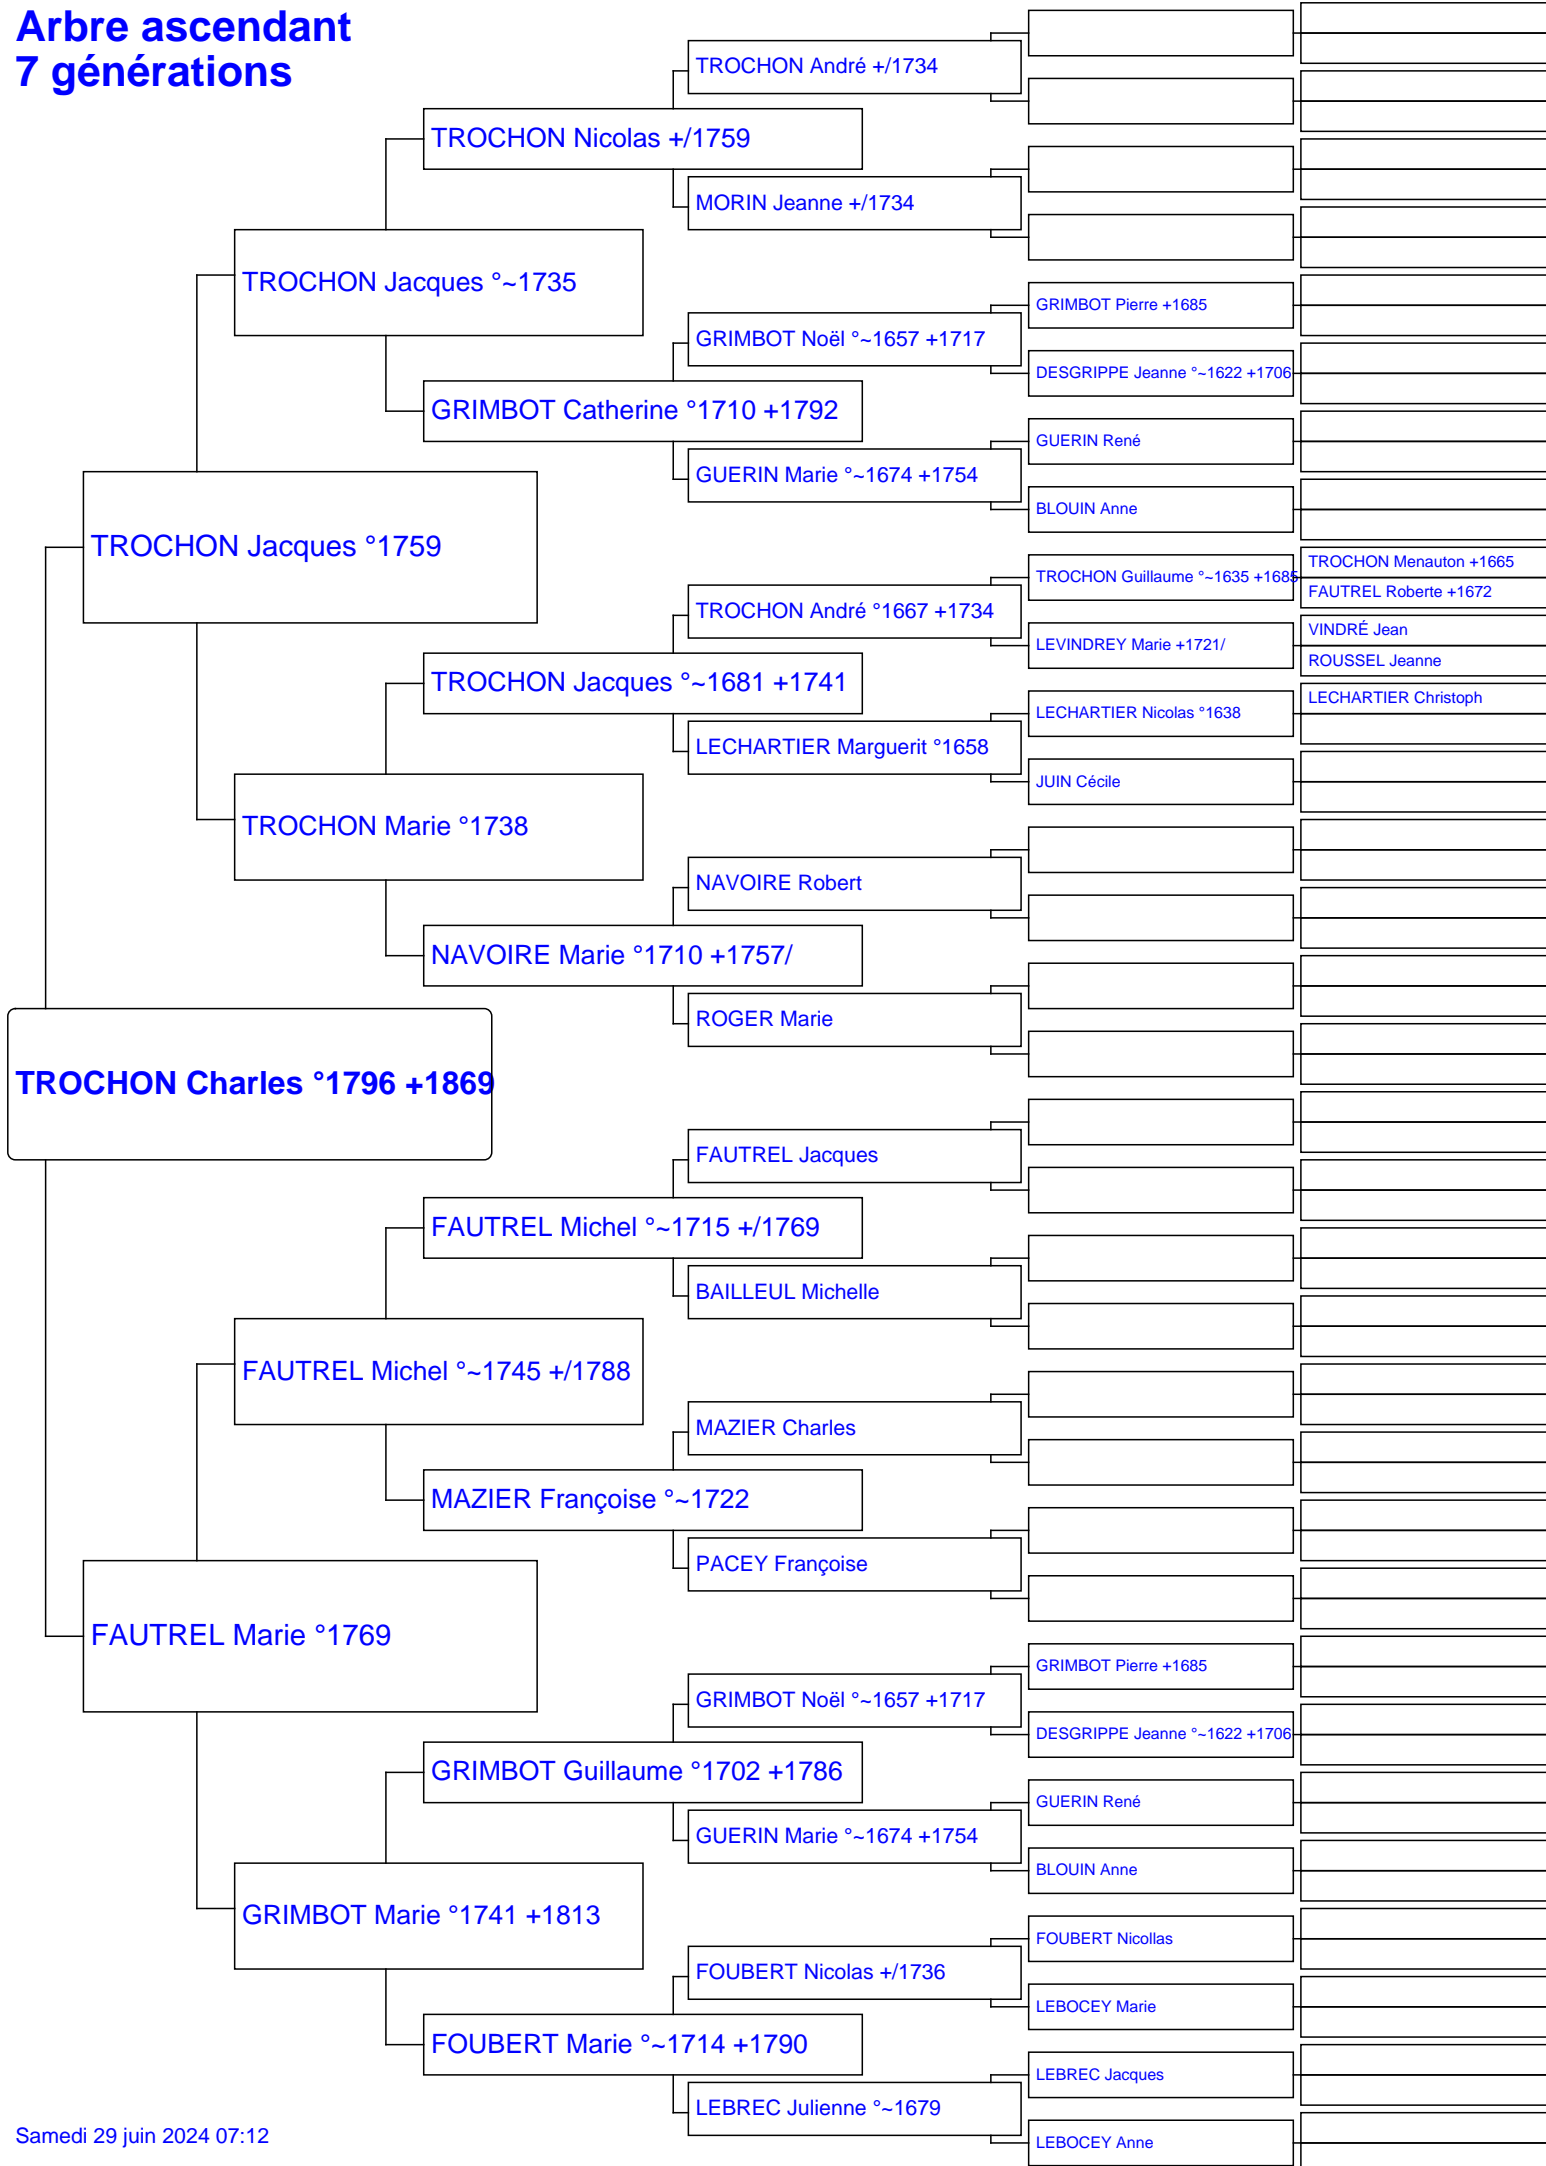 Arbre ascendant
7 générations
TROCHON André +/1734
TROCHON Nicolas +/1759
MORIN Jeanne +/1734
TROCHON Jacques °~1735
GRIMBOT Pierre +1685
GRIMBOT Noël °~1657 +1717
DESGRIPPE Jeanne °~1622 +1706
GRIMBOT Catherine °1710 +1792
GUERIN René
GUERIN Marie °~1674 +1754
BLOUIN Anne
TROCHON Jacques °1759
TROCHON Menauton +1665
TROCHON Guillaume °~1635 +1685
FAUTREL Roberte +1672
TROCHON André °1667 +1734
VINDRÉ Jean
LEVINDREY Marie +1721/
ROUSSEL Jeanne
TROCHON Jacques °~1681 +1741
LECHARTIER Christoph
LECHARTIER Nicolas °1638
LECHARTIER Marguerit °1658
JUIN Cécile
TROCHON Marie °1738
NAVOIRE Robert
NAVOIRE Marie °1710 +1757/
ROGER Marie
TROCHON Charles °1796 +1869
FAUTREL Jacques
FAUTREL Michel °~1715 +/1769
BAILLEUL Michelle
FAUTREL Michel °~1745 +/1788
MAZIER Charles
MAZIER Françoise °~1722
PACEY Françoise
FAUTREL Marie °1769
GRIMBOT Pierre +1685
GRIMBOT Noël °~1657 +1717
DESGRIPPE Jeanne °~1622 +1706
GRIMBOT Guillaume °1702 +1786
GUERIN René
GUERIN Marie °~1674 +1754
BLOUIN Anne
GRIMBOT Marie °1741 +1813
FOUBERT Nicollas
FOUBERT Nicolas +/1736
LEBOCEY Marie
FOUBERT Marie °~1714 +1790
LEBREC Jacques
LEBREC Julienne °~1679
LEBOCEY Anne
Samedi 29 juin 2024 07:12